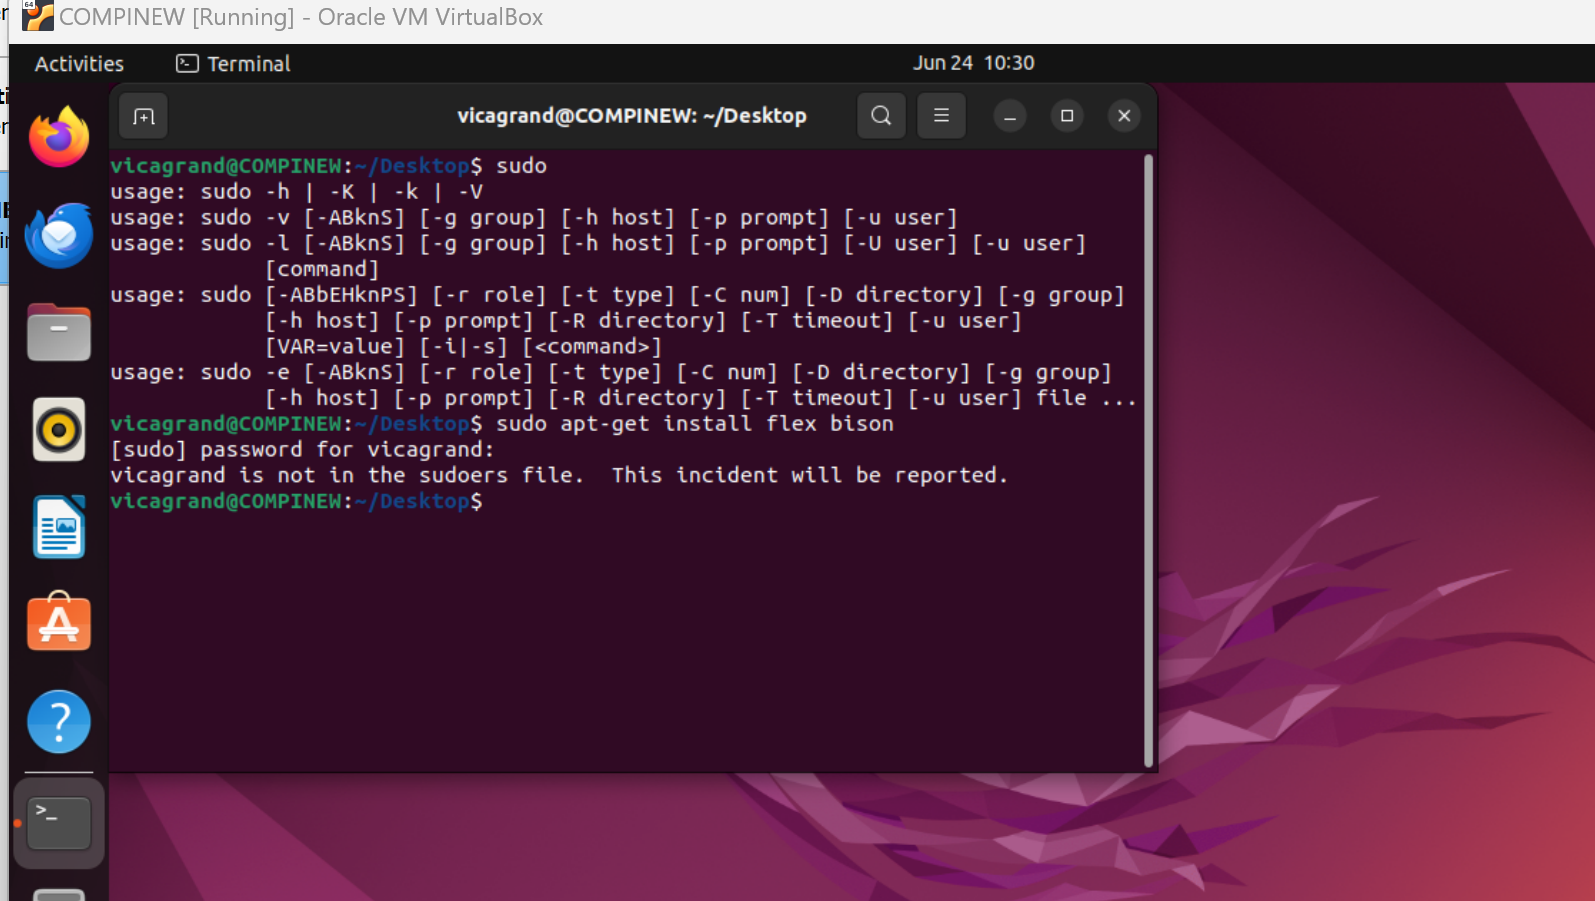 COMPINEW [Running] - Oracle VM VirtualBox
Activities
Terminal
Jun 24 10:30
vicagrand@COMPINEW: ~/Desktop
vicagrand@COMPINEW:~/Desktop$ sudo
usage: sudo -h | -K | -k | -V
usage: sudo -v [-ABknS] [-g group] [-h host] [-p prompt] [-u user]
usage: sudo -l [-ABknS] [-g group] [-h host] [-p prompt] [-U user] [-u user]
[command]
usage: sudo [-ABbEHknPS] [-r role] [-t type] [-C num] [-D directory] [-g group]
[-h host] [-p prompt] [-R directory] [-T timeout] [-u user]
[VAR=value] [-i|-s] [<command>]
usage: sudo -e [-ABknS] [-r role] [-t type] [-C num] [-D directory] [-g group]
[-h host] [-p prompt] [-R directory] [-T timeout] [-u user] file ...
vicagrand@COMPINEW:~/Desktop$ sudo apt-get install flex bison
[sudo] password for vicagrand:
vicagrand is not in the sudoers file.  This incident will be reported.
vicagrand@COMPINEW:~/Desktop$